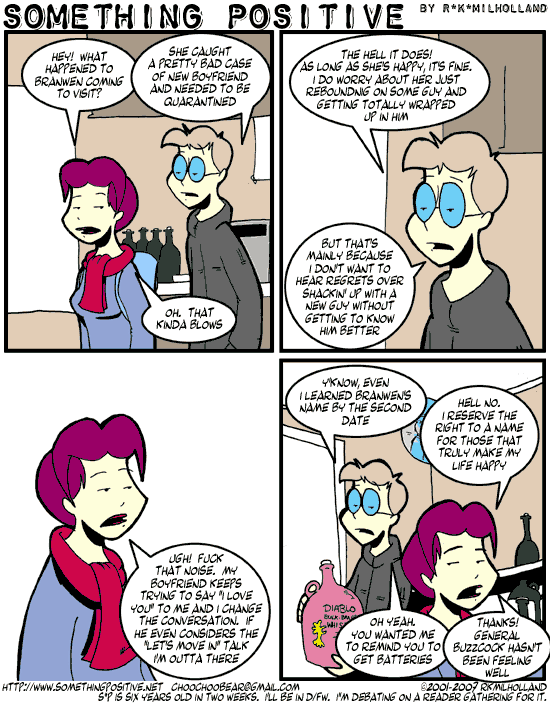 SOMETHING POSITIVE BY R*K*MILHOLLAND
HEY! WHAT
HAPPENED TO
BRANWEN COMING
TO VISIT?
SHE CAUGHT
A PRETTY BAD CASE
OF NEW BOYFRIEND
AND NEEDED TO BE
QUARANTINED
OH. THAT
KINDA BLOWS
THE HELL IT DOES!
AS LONG AS SHE'S HAPPY, IT'S FINE.
I DO WORRY ABOUT HER JUST
REBOUNDNIG ON SOME GUY AND
GETTING TOTALLY WRAPPED
UP IN HIM
BUT THAT'S
MAINLY BECAUSE
I DON'T WANT TO
HEAR REGRETS OVER
SHACKIN' UP WITH A
NEW GUY WITHOUT
GETTING TO KNOW
HIM BETTER
UGH! FUCK
THAT NOISE. MY
BOYFRIEND KEEPS
TRYING TO SAY "I LOVE
YOU" TO ME AND I CHANGE
THE CONVERSATION. IF
HE EVEN CONSIDERS THE
"LET'S MOVE IN" TALK
I'M OUTTA THERE
Y'KNOW, EVEN
I LEARNED BRANWEN'S
NAME BY THE SECOND
DATE
HELL NO.
I RESERVE THE
RIGHT TO A NAME
FOR THOSE THAT
TRULY MAKE MY
LIFE HAPPY
DIABLO
OH YEAH.
YOU WANTED ME
TO REMIND YOU TO
GET BATTERIES
THANKS!
GENERAL
BUZZCOCK HASN'T
BEEN FEELING
WELL
HTTP://WWW.SOMETHINGPOSITIVE.NET CHOOCHOOBEAR@GMAIL.COM ©2001-2007 RKMILHOLLAND
S*P IS SIX YEARS OLD IN TWO WEEKS. I'LL BE IN D/FW. I'M DEBATING ON A READER GATHERING FOR IT.